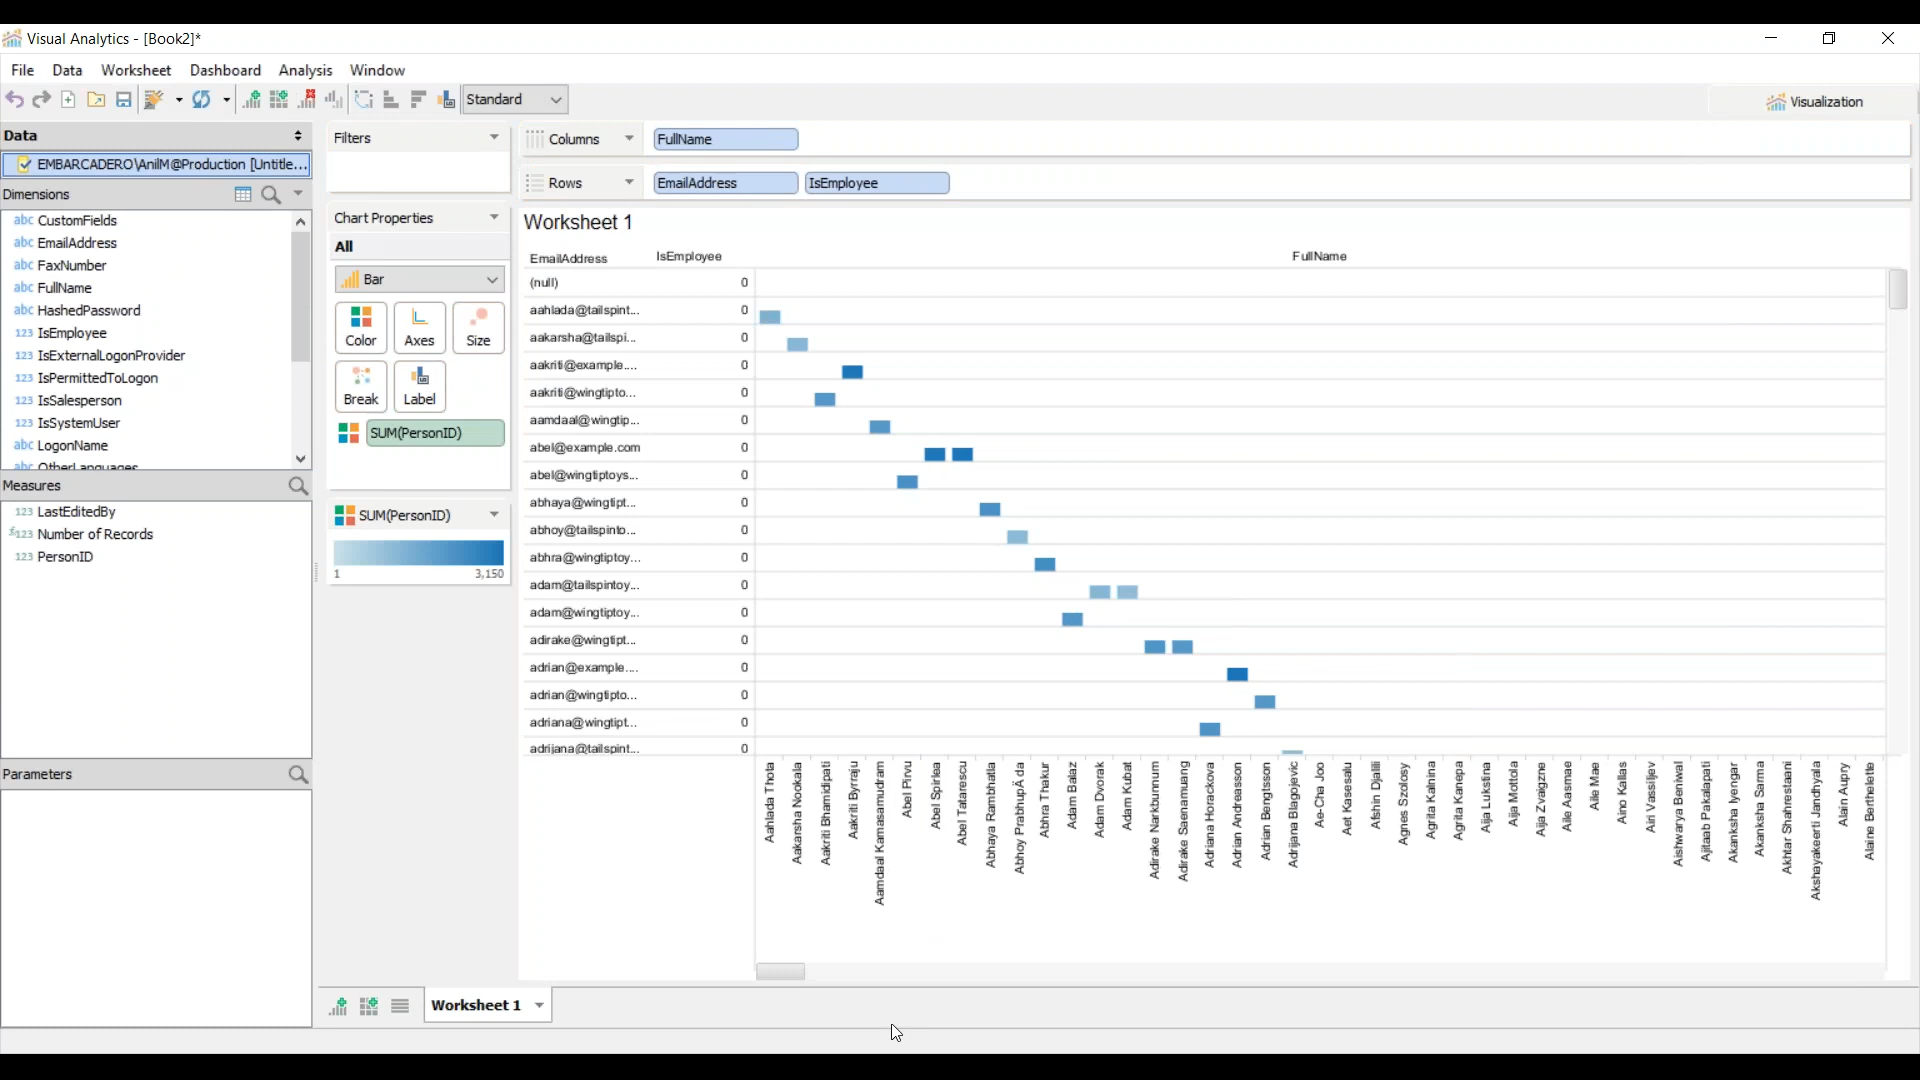 Visual Analytics - [Book2]*
File Data Worksheet Dashboard Analysis Window
Standard
Visualization
Data
EMBARCADERO\AnilM@Production [Untitle...
Dimensions
abc CustomFields
abc EmailAddress
abc FaxNumber
abc FullName
abc HashedPassword
123 IsEmployee
123 IsExternalLogonProvider
123 IsPermittedToLogon
123 IsSalesperson
123 IsSystemUser
abc LogonName
abc OtherLanguages
Measures
123 LastEditedBy
123 Number of Records
123 PersonID
Parameters
Filters
Chart Properties
All
Bar
Color Axes Size
Break Label
SUM(PersonID)
SUM(PersonID)
1 3,150
Columns FullName
Rows EmailAddress IsEmployee
Worksheet 1
EmailAddress IsEmployee FullName
(null) 0
aahlada@tailspint... 0
aakarsha@tailspi... 0
aakriti@example.... 0
aakriti@wingtipto... 0
aamdaal@wingtip... 0
abel@example.com 0
abel@wingtiptoys... 0
abhaya@wingtipt... 0
abhoy@tailspinto... 0
abhra@wingtiptoy... 0
adam@tailspintoy... 0
adam@wingtiptoy... 0
adirake@wingtipt... 0
adrian@example.... 0
adrian@wingtipto... 0
adriana@wingtipt... 0
adrijana@tailspint... 0
Aahlada Thota
Aakarsha Nookala
Aakriti Bhamidipati
Aakriti Byrraju
Aamdaal Kamasamudram
Abel Pirvu
Abel Spirlea
Abel Tatarescu
Abhaya Rambhatla
Abhoy PrabhupÄ da
Abhra Thakur
Adam Balaz
Adam Dvorak
Adam Kubat
Adirake Narkbunnum
Adirake Saenamuang
Adriana Horackova
Adrian Andreasson
Adrian Bengtsson
Adrijana Blagojevic
Ae-Cha Joo
Aet Kasesalu
Afshin Djalili
Agnes Szolosy
Agrita Kalnina
Agrita Kanepa
Aija Lukstina
Aija Mottola
Aija Zvaigzne
Aile Aasmae
Aile Mae
Aino Kallas
Airi Vassiljev
Aishwarya Beniwal
Ajitaab Pakalapati
Akanksha Iyengar
Akanksha Sarma
Akhtar Shahrestaani
Akshayakeerti Jandhyala
Alain Aupry
Alaine Berthelette
Worksheet 1